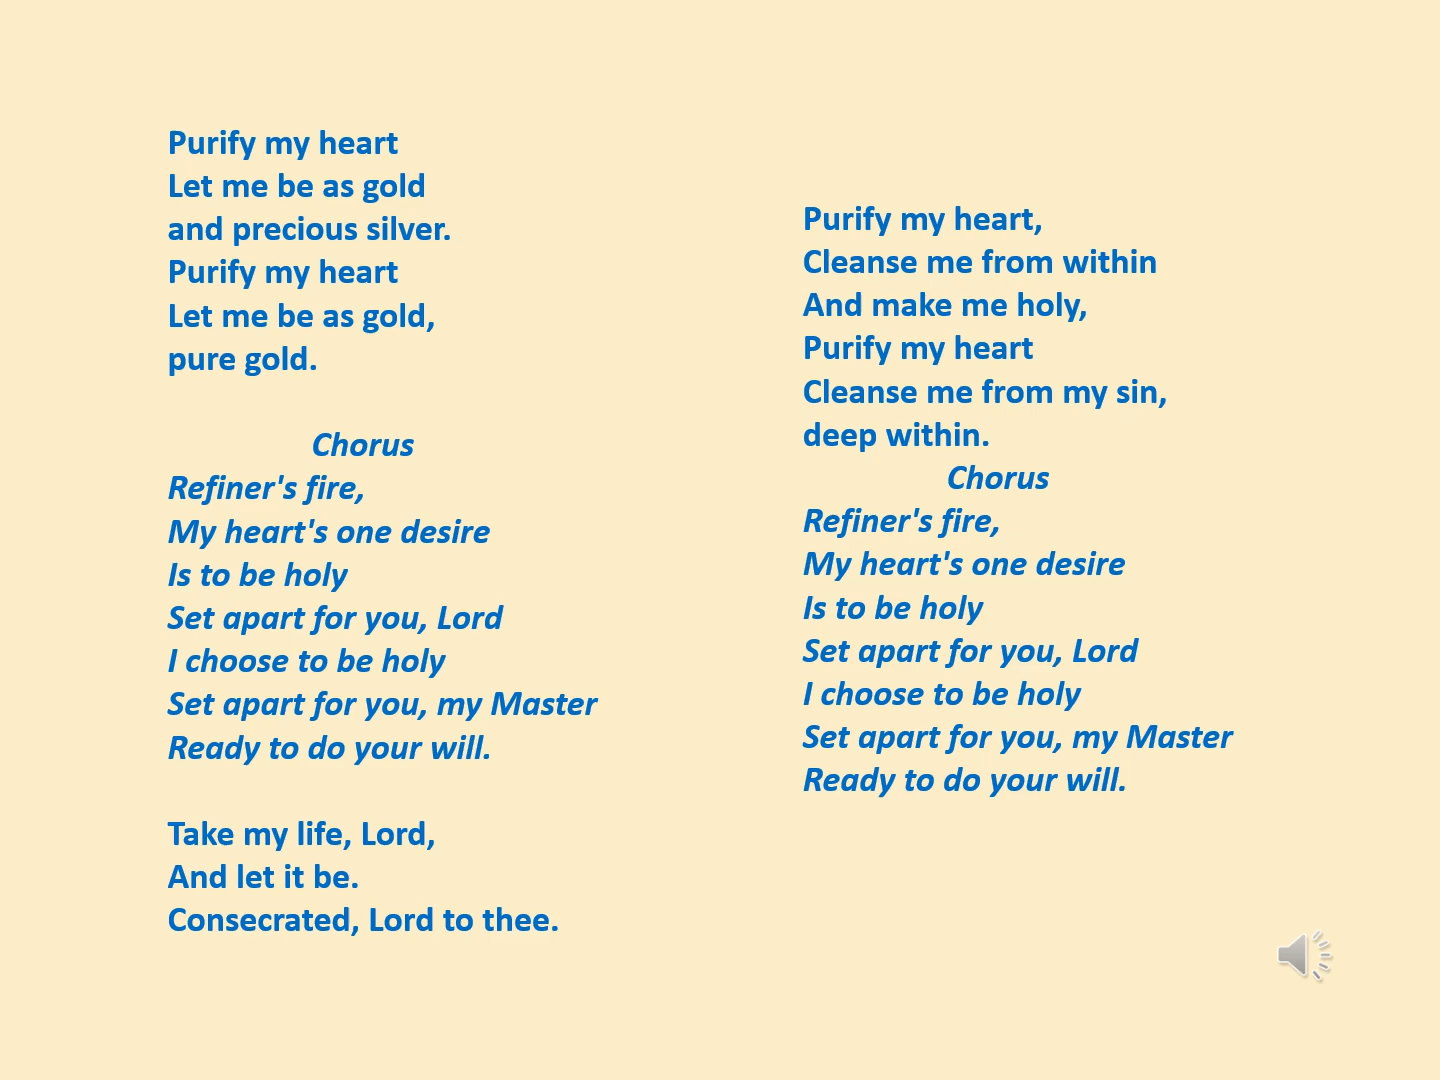 Purify my heart
Let me be as gold
and precious silver.
Purify my heart
Let me be as gold,
pure gold.
Chorus
Refiner's fire,
My heart's one desire
Is to be holy
Set apart for you, Lord
I choose to be holy
Set apart for you, my Master
Ready to do your will.
Take my life, Lord,
And let it be.
Consecrated, Lord to thee.
Purify my heart,
Cleanse me from within
And make me holy,
Purify my heart
Cleanse me from my sin,
deep within.
Chorus
Refiner's fire,
My heart's one desire
Is to be holy
Set apart for you, Lord
I choose to be holy
Set apart for you, my Master
Ready to do your will.